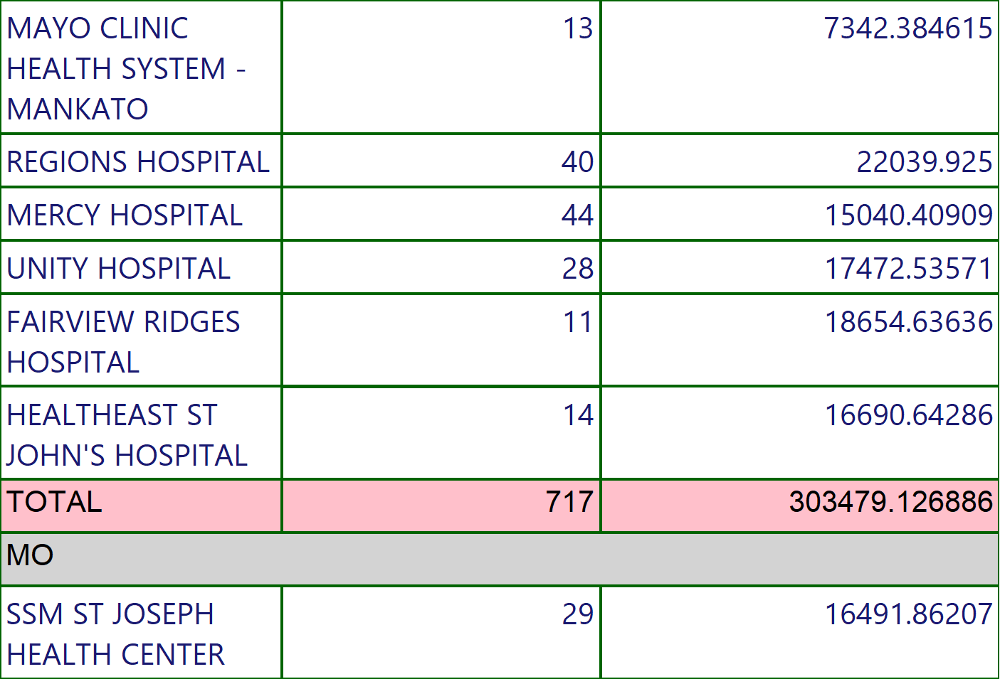 MAYO CLINIC 13 7342.384615
HEALTH SYSTEM -
MANKATO
REGIONS HOSPITAL 40 22039.925
MERCY HOSPITAL 44 15040.40909
UNITY HOSPITAL 28 17472.53571
FAIRVIEW RIDGES 11 18654.63636
HOSPITAL
HEALTHEAST ST 14 16690.64286
JOHN'S HOSPITAL
TOTAL 717 303479.126886
MO
SSM ST JOSEPH 29 16491.86207
HEALTH CENTER